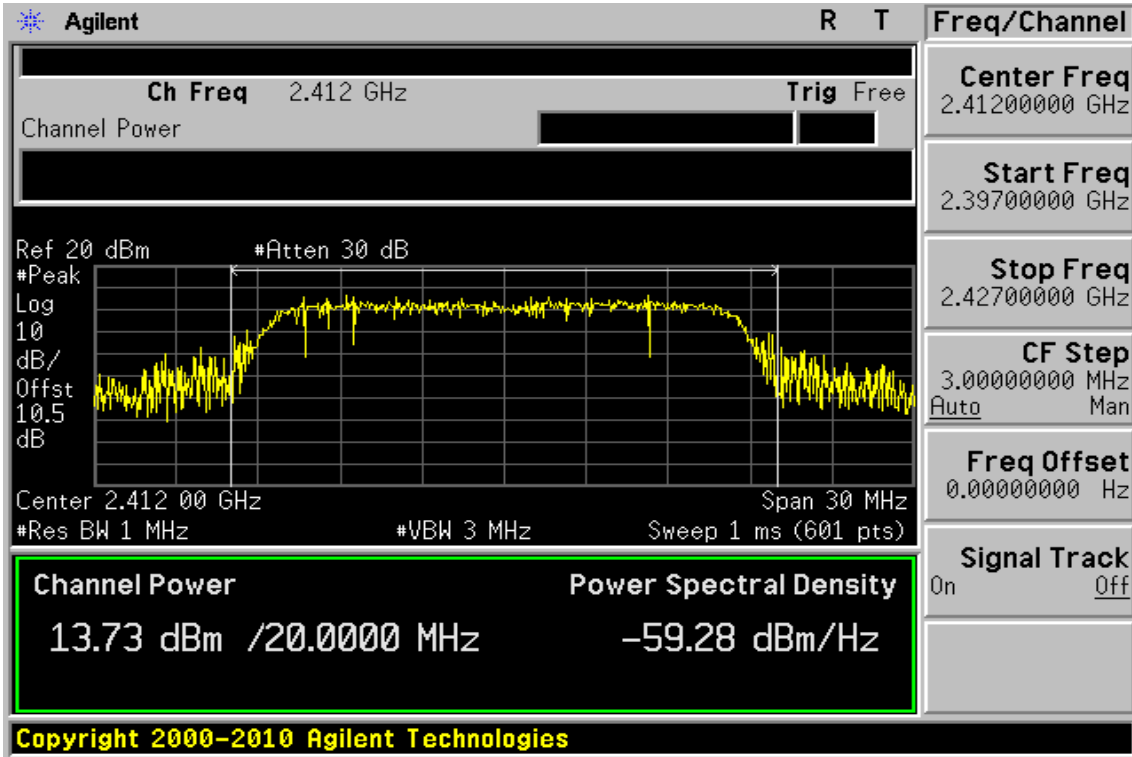 Agilent R T
Freq/Channel
Ch Freq 2.412 GHz Trig Free
Channel Power
Center Freq
2.41200000 GHz
Start Freq
2.39700000 GHz
Stop Freq
2.42700000 GHz
CF Step
3.00000000 MHz
Auto Man
Freq Offset
0.00000000 Hz
Signal Track
On Off
Ref 20 dBm #Atten 30 dB
#Peak
Log
10
dB/
Offst
10.5
dB
Center 2.412 00 GHz Span 30 MHz
#Res BW 1 MHz #VBW 3 MHz Sweep 1 ms (601 pts)
Channel Power Power Spectral Density
13.73 dBm /20.0000 MHz -59.28 dBm/Hz
Copyright 2000-2010 Agilent Technologies